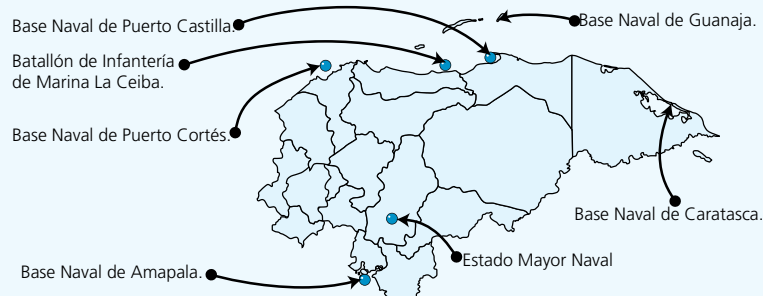 Base Naval de Puerto Castilla.
Base Naval de Guanaja.
Batallón de Infantería
de Marina La Ceiba.
Base Naval de Puerto Cortés.
Base Naval de Caratasca.
Estado Mayor Naval
Base Naval de Amapala.